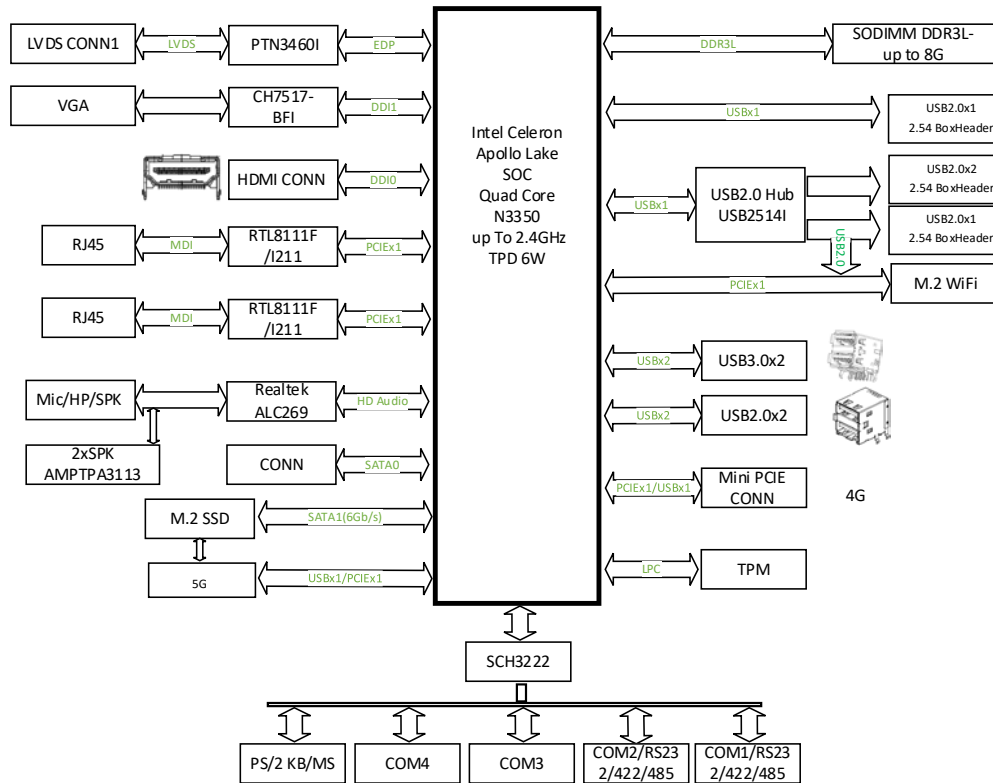 LVDS CONN1
LVDS
PTN3460I
EDP
DDR3L
SODIMM DDR3L-
up to 8G
VGA
CH7517-
BFI
DDI1
USBx1
USB2.0x1
2.54 BoxHeader
HDMI CONN
DDI0
Intel Celeron
Apollo Lake
SOC
Quad Core
N3350
up To 2.4GHz
TPD 6W
USBx1
USB2.0 Hub
USB2514I
USB2.0x2
2.54 BoxHeader
USB2.0x1
2.54 BoxHeader
USB2.0
RJ45
MDI
RTL8111F
/I211
PCIEx1
PCIEx1
M.2 WiFi
RJ45
MDI
RTL8111F
/I211
PCIEx1
USBx2
USB3.0x2
Mic/HP/SPK
Realtek
ALC269
HD Audio
USBx2
USB2.0x2
2xSPK
AMPTPA3113
CONN
SATA0
PCIEx1/USBx1
Mini PCIE
CONN
4G
M.2 SSD
SATA1(6Gb/s)
5G
USBx1/PCIEx1
LPC
TPM
SCH3222
PS/2 KB/MS
COM4
COM3
COM2/RS23
2/422/485
COM1/RS23
2/422/485